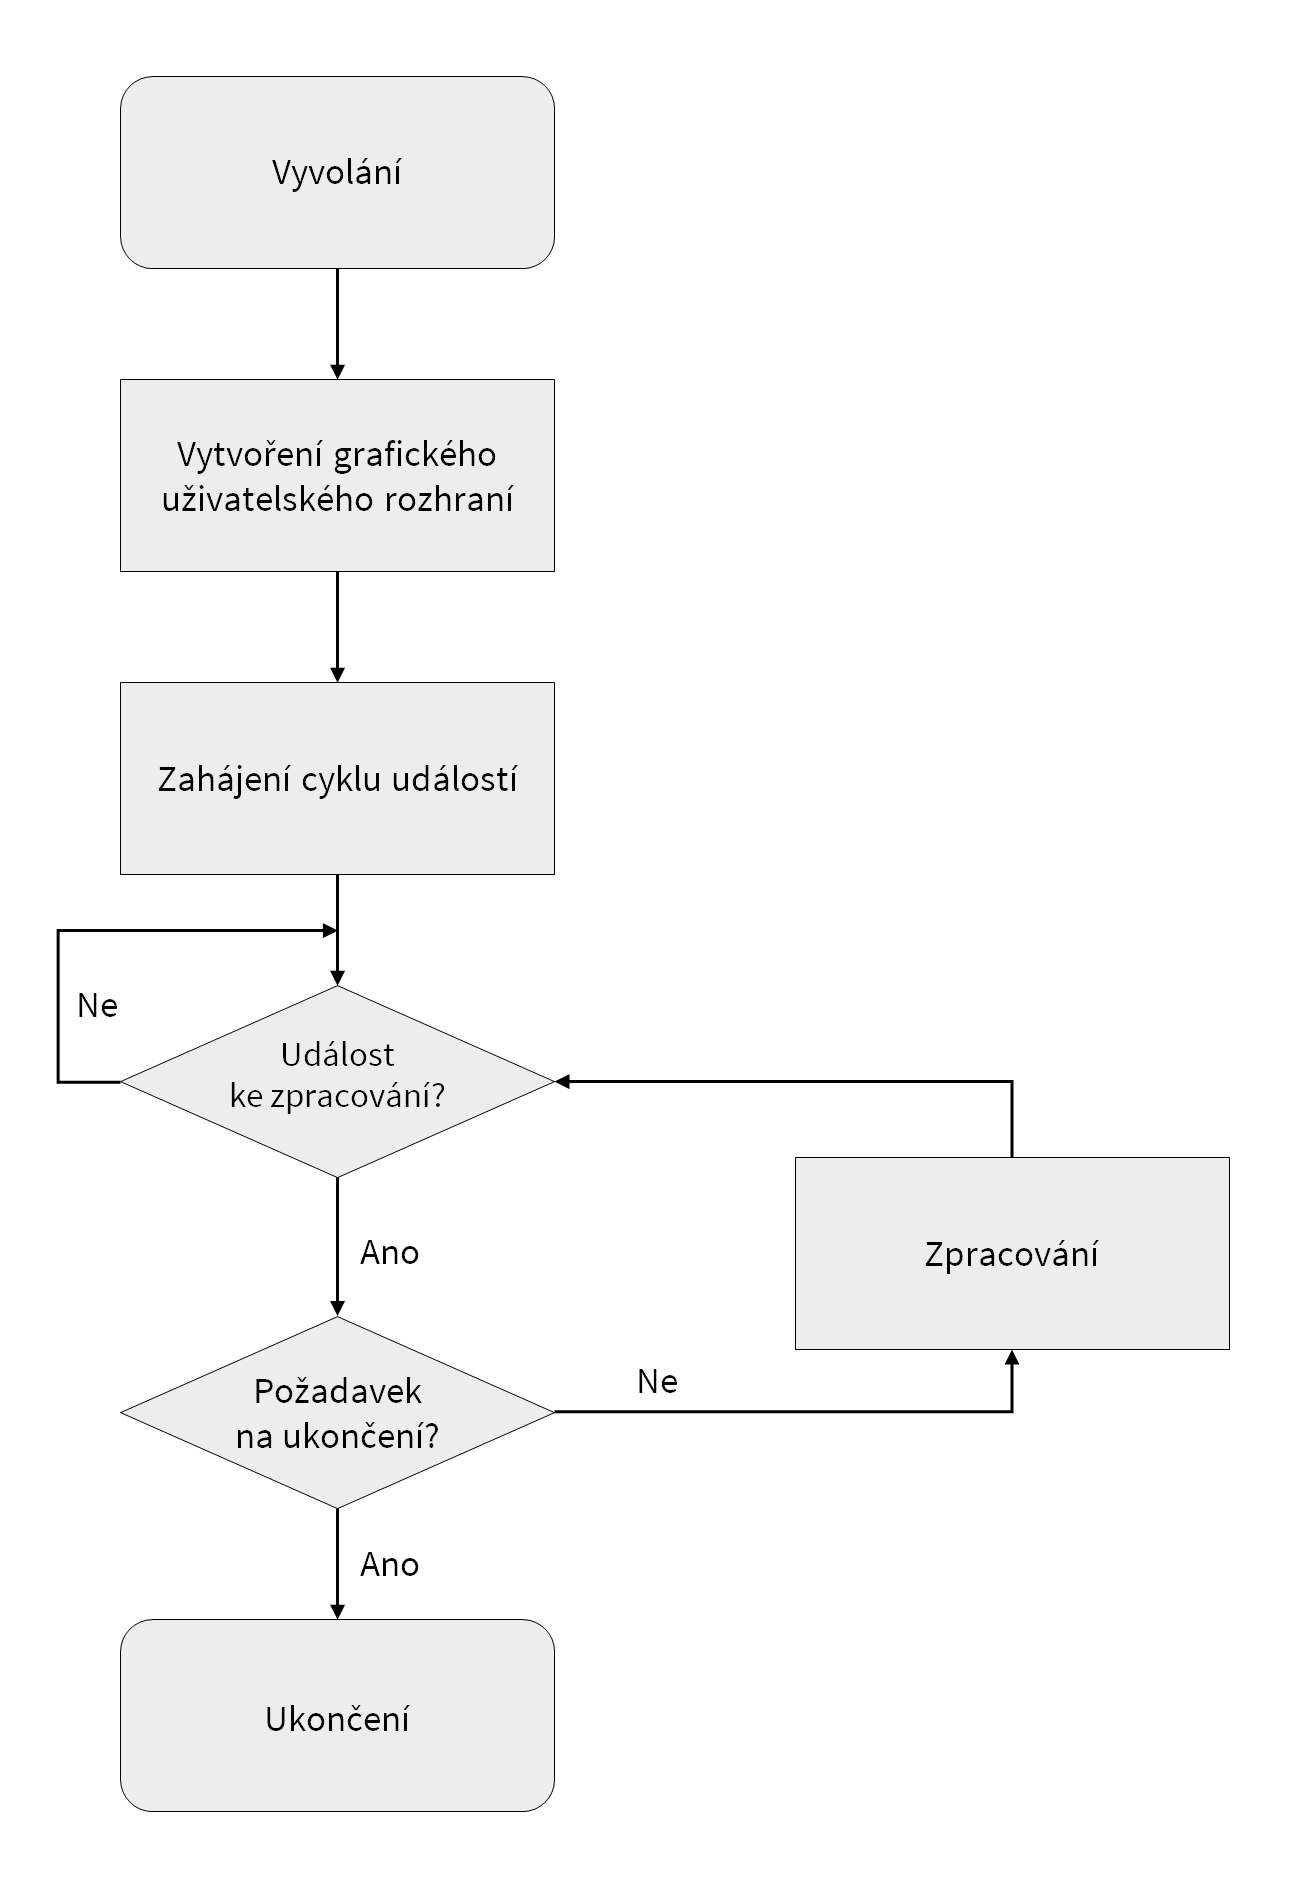 Vyvolání
Vytvoření grafického
uživatelského rozhraní
Zahájení cyklu událostí
Ne
Událost
ke zpracování?
Ano
Zpracování
Požadavek
na ukončení?
Ne
Ano
Ukončení